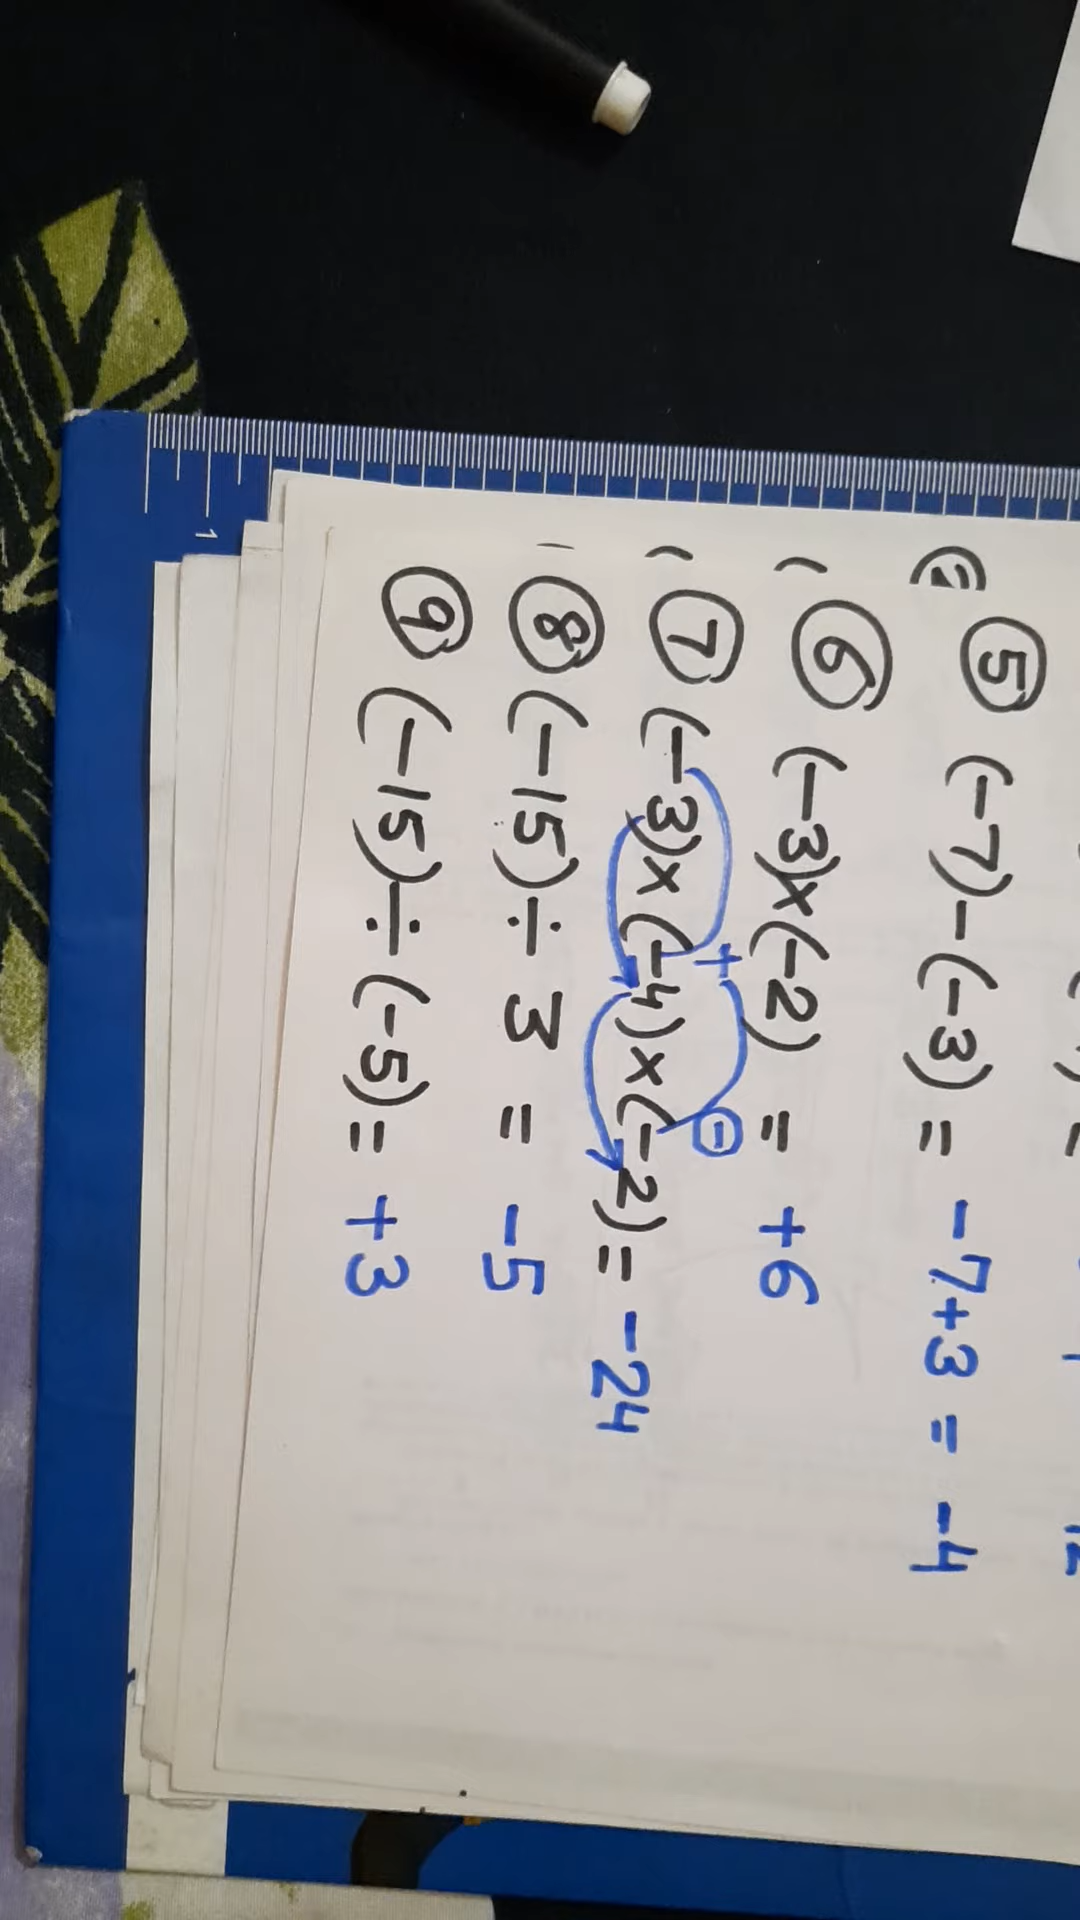 ⑤ (-7)-(-3) = -7+3 = -4
⑥ (-3)×(-2) = +6
+ ⊖
⑦ (-3)×(-4)×(-2) = -24
⑧ (-15)÷ 3 = -5
⑨ (-15)÷(-5) = +3
1